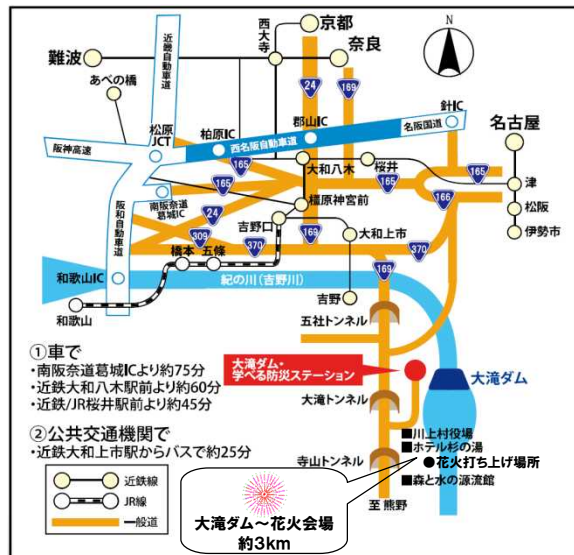 京都
西大寺
難波
奈良
近畿自動車道
あべの橋
N
24
169
針IC
郡山IC
名阪国道
松原JCT
柏原IC
西名阪自動車道
名古屋
阪神高速
165
大和八木
桜井
165
165
津
南阪奈道葛城IC
165
橿原神宮前
166
松阪
阪和自動車道
24
吉野口
大和上市
伊勢市
309
370
169
370
橋本
五條
169
和歌山IC
紀の川(吉野川)
吉野
和歌山
五社トンネル
①車で
・南阪奈道葛城ICより約75分
・近鉄大和八木駅前より約60分
・近鉄/JR桜井駅前より約45分
大滝ダム・
学べる防災ステーション
大滝ダム
大滝トンネル
②公共交通機関で
・近鉄大和上市駅からバスで約25分
■川上村役場
■ホテル杉の湯
●花火打ち上げ場所
寺山トンネル
■森と水の源流館
近鉄線
JR線
一般道
至 熊野
大滝ダム～花火会場
約3km